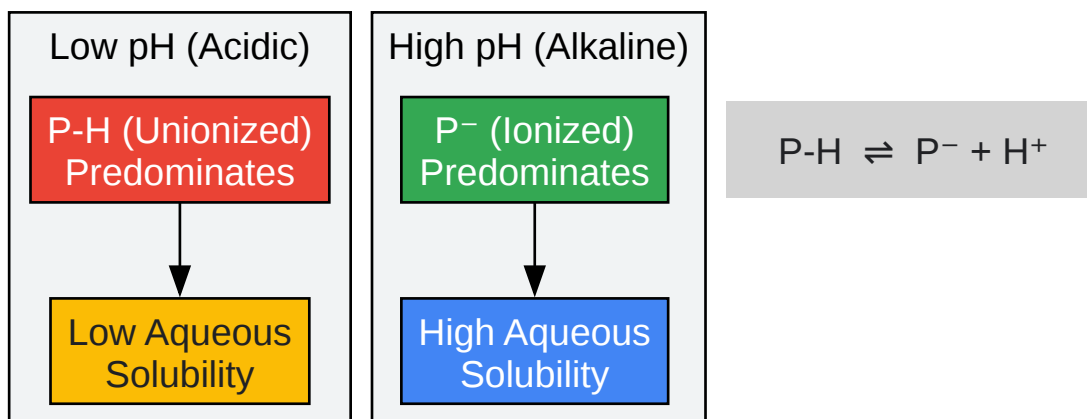 Low pH (Acidic)
P-H (Unionized)
Predominates
Low Aqueous
Solubility
High pH (Alkaline)
P⁻ (Ionized)
Predominates
High Aqueous
Solubility
P-H ⇌ P⁻ + H⁺